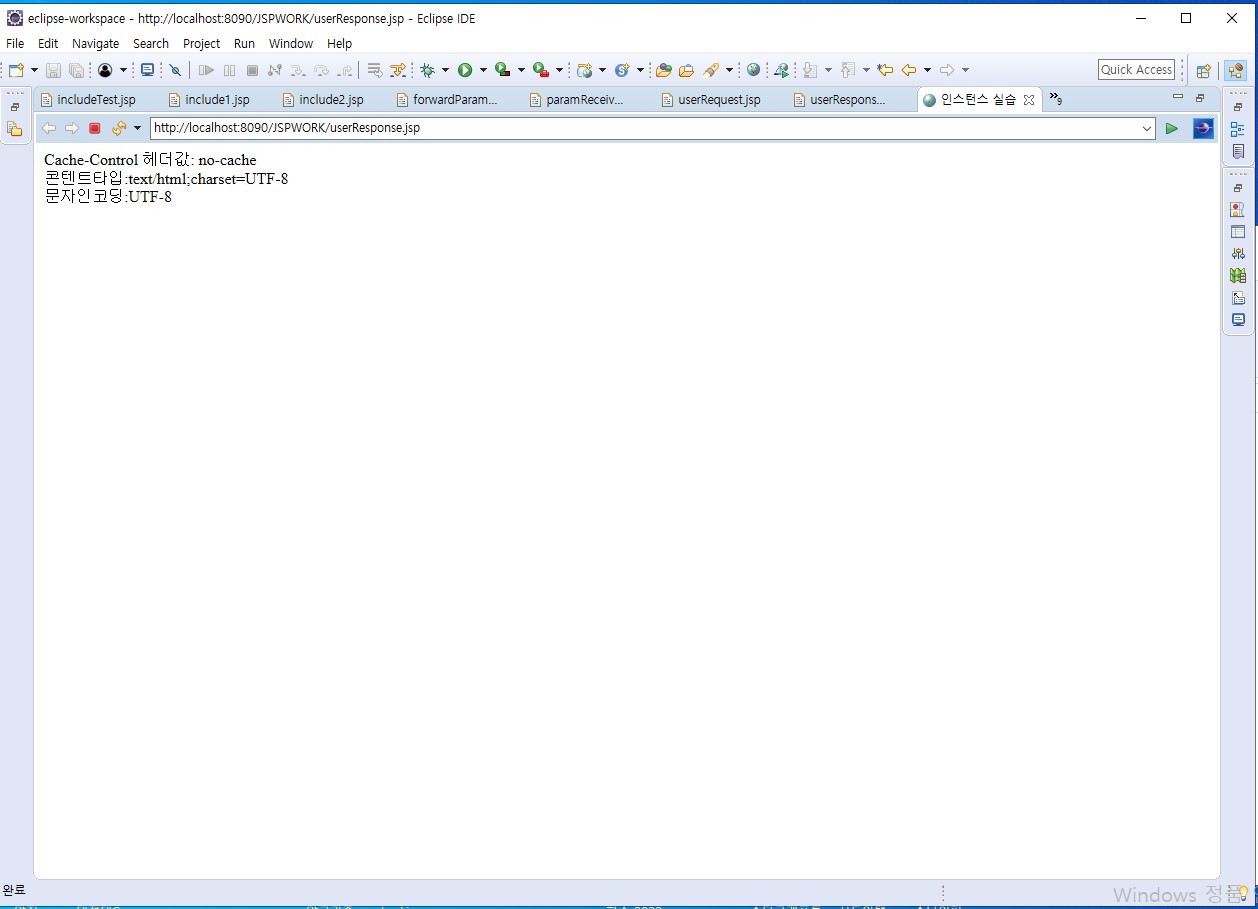 eclipse-workspace - http://localhost:8090/JSPWORK/userResponse.jsp - Eclipse IDE
File Edit Navigate Search Project Run Window Help
Quick Access
includeTest.jsp include1.jsp include2.jsp forwardParam... paramReceiv... userRequest.jsp userRespons... 인스턴스 실습 »9
http://localhost:8090/JSPWORK/userResponse.jsp
Cache-Control 헤더값: no-cache
콘텐트타입:text/html;charset=UTF-8
문자인코딩:UTF-8
완료
Windows 정품